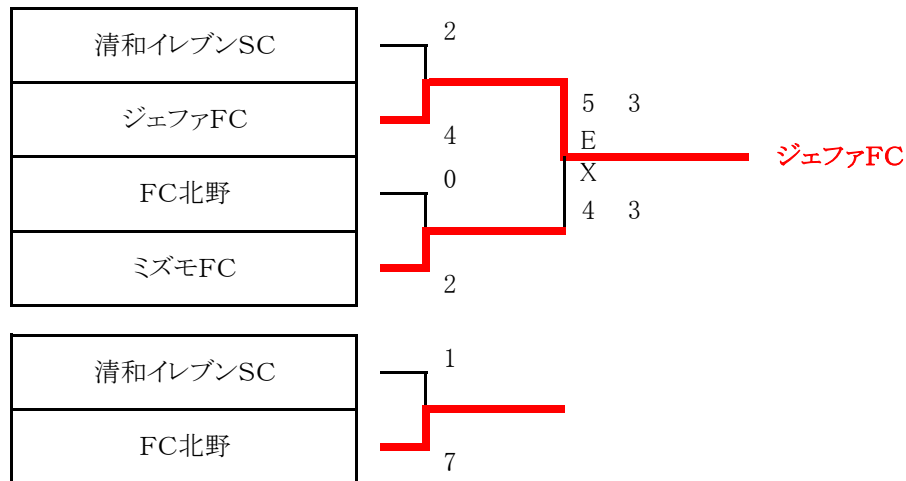 清和イレブンSC
2
ジェファFC
4
5 3
E
X
4 3
ジェファFC
FC北野
0
ミズモFC
2
清和イレブンSC
1
FC北野
7